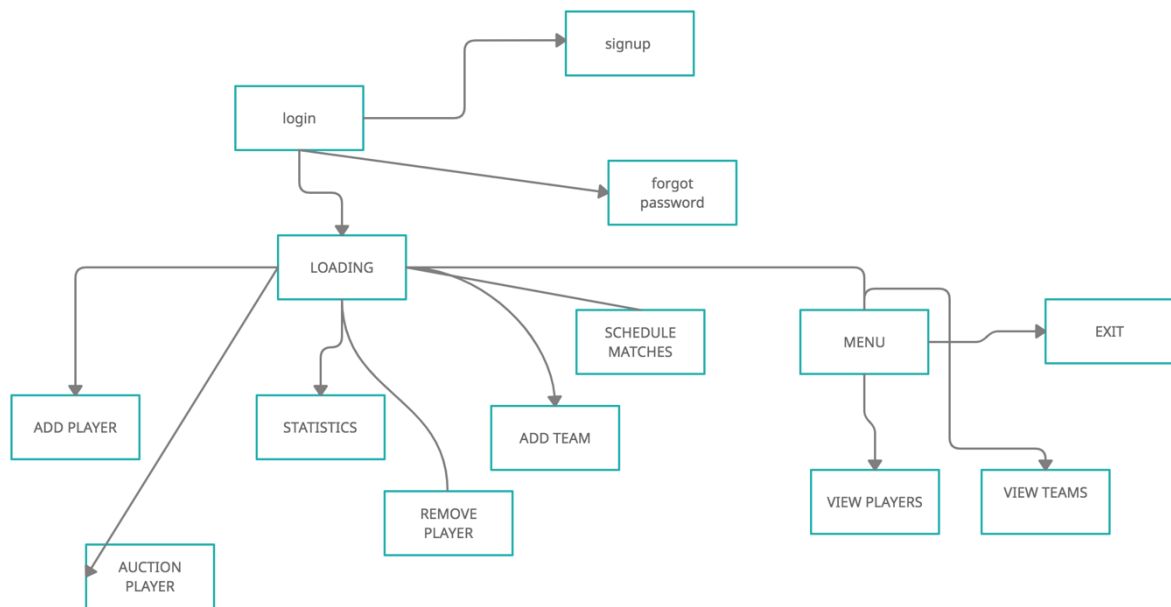 signup
login
forgot
password
LOADING
SCHEDULE
MATCHES
MENU
EXIT
ADD PLAYER
STATISTICS
ADD TEAM
VIEW PLAYERS
VIEW TEAMS
REMOVE
PLAYER
AUCTION
PLAYER